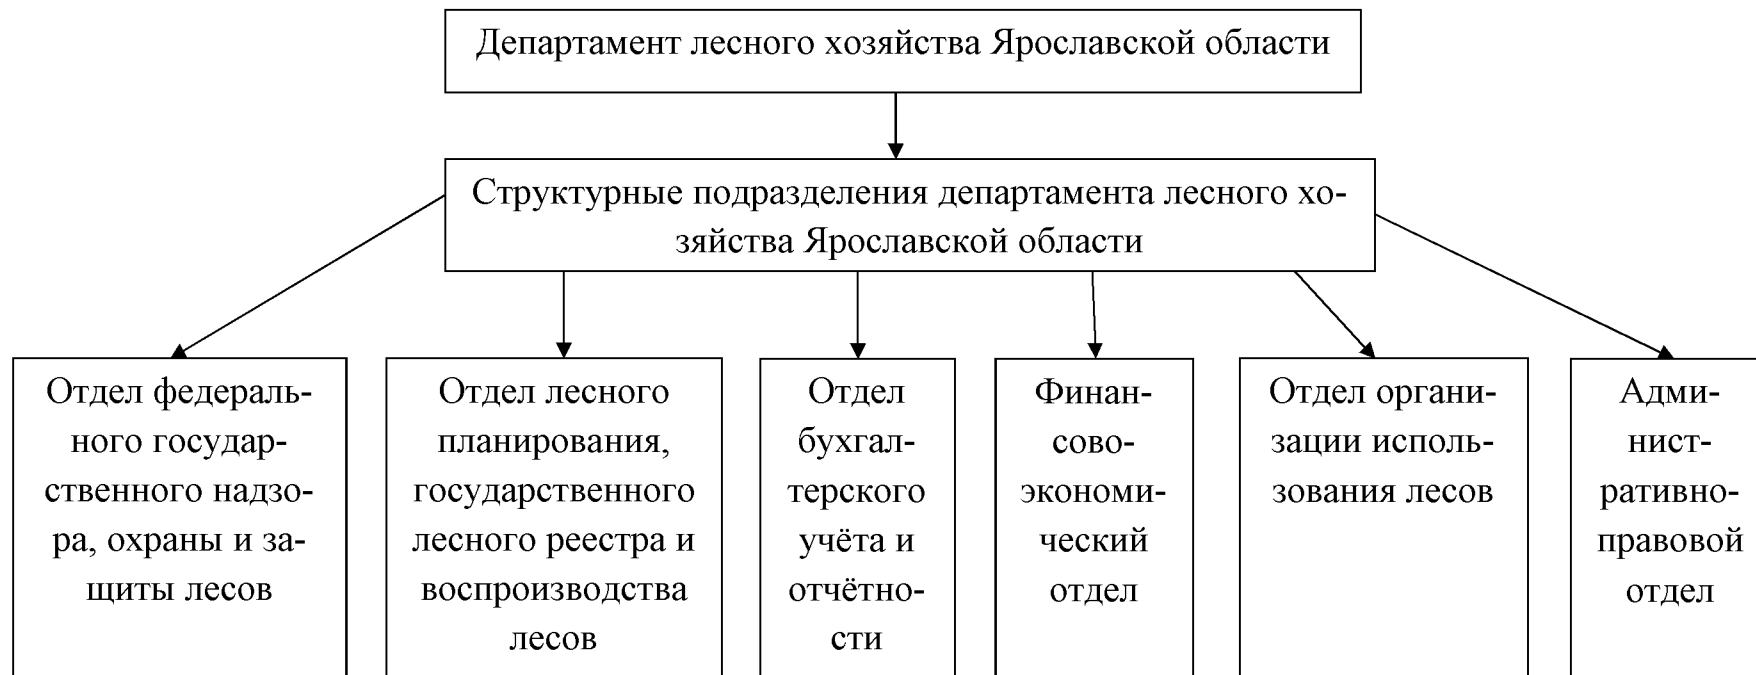 Департамент лесного хозяйства Ярославской области
Структурные подразделения департамента лесного хо-
зяйства Ярославской области
Отдел федераль-
ного государ-
ственного надзо-
ра, охраны и за-
щиты лесов
Отдел лесного
планирования,
государственного
лесного реестра и
воспроизводства
лесов
Отдел
бухгал-
терского
учёта и
отчётно-
сти
Финан-
сово-
экономи-
ческий
отдел
Отдел органи-
зации исполь-
зования лесов
Адми-
нист-
ративно-
правовой
отдел